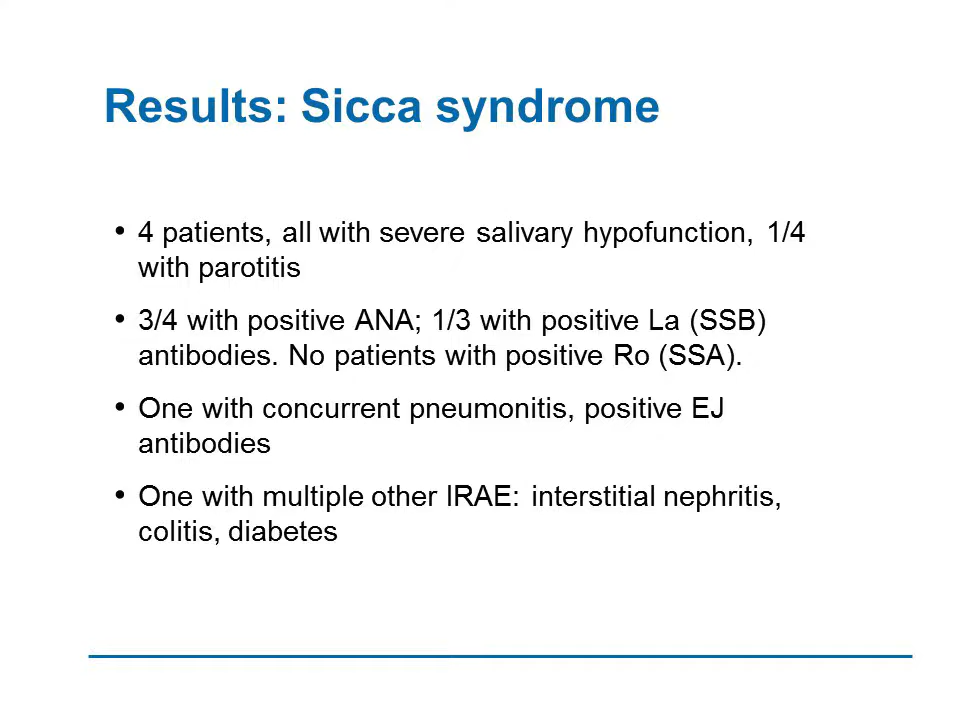 Results: Sicca syndrome
• 4 patients, all with severe salivary hypofunction, 1/4
with parotitis
• 3/4 with positive ANA; 1/3 with positive La (SSB)
antibodies. No patients with positive Ro (SSA).
• One with concurrent pneumonitis, positive EJ
antibodies
• One with multiple other IRAE: interstitial nephritis,
colitis, diabetes